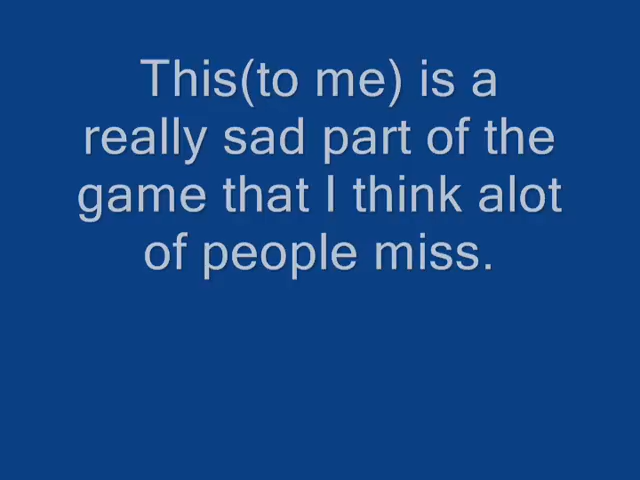 This(to me) is a
really sad part of the
game that I think alot
of people miss.